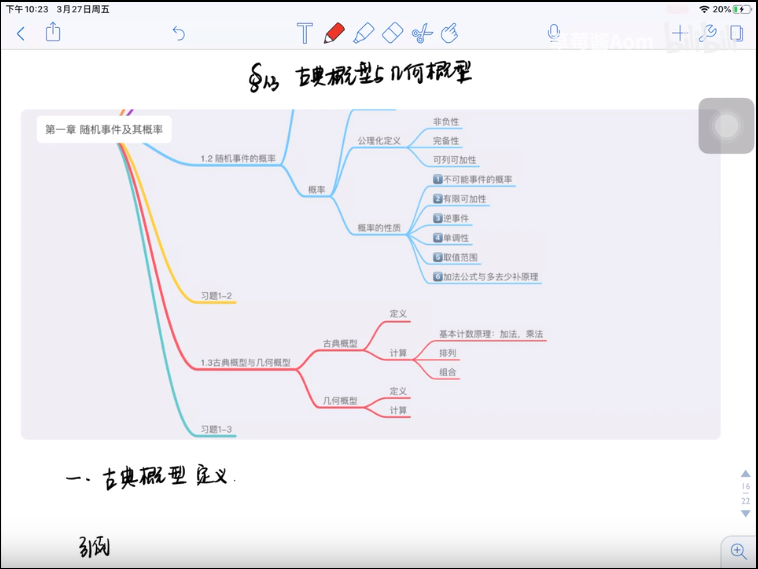 下午10:23 3月27日周五
20%
§1.3 古典概型与几何概型
第一章 随机事件及其概率
1.2 随机事件的概率
概率
公理化定义
非负性
完备性
可列可加性
概率的性质
1不可能事件的概率
2有限可加性
3逆事件
4单调性
5取值范围
6加法公式与多去少补原理
习题1-2
1.3古典概型与几何概型
古典概型
定义
计算
基本计数原理:加法,乘法
排列
组合
几何概型
定义
计算
习题1-3
一.古典概型 定义.
引例
16
22